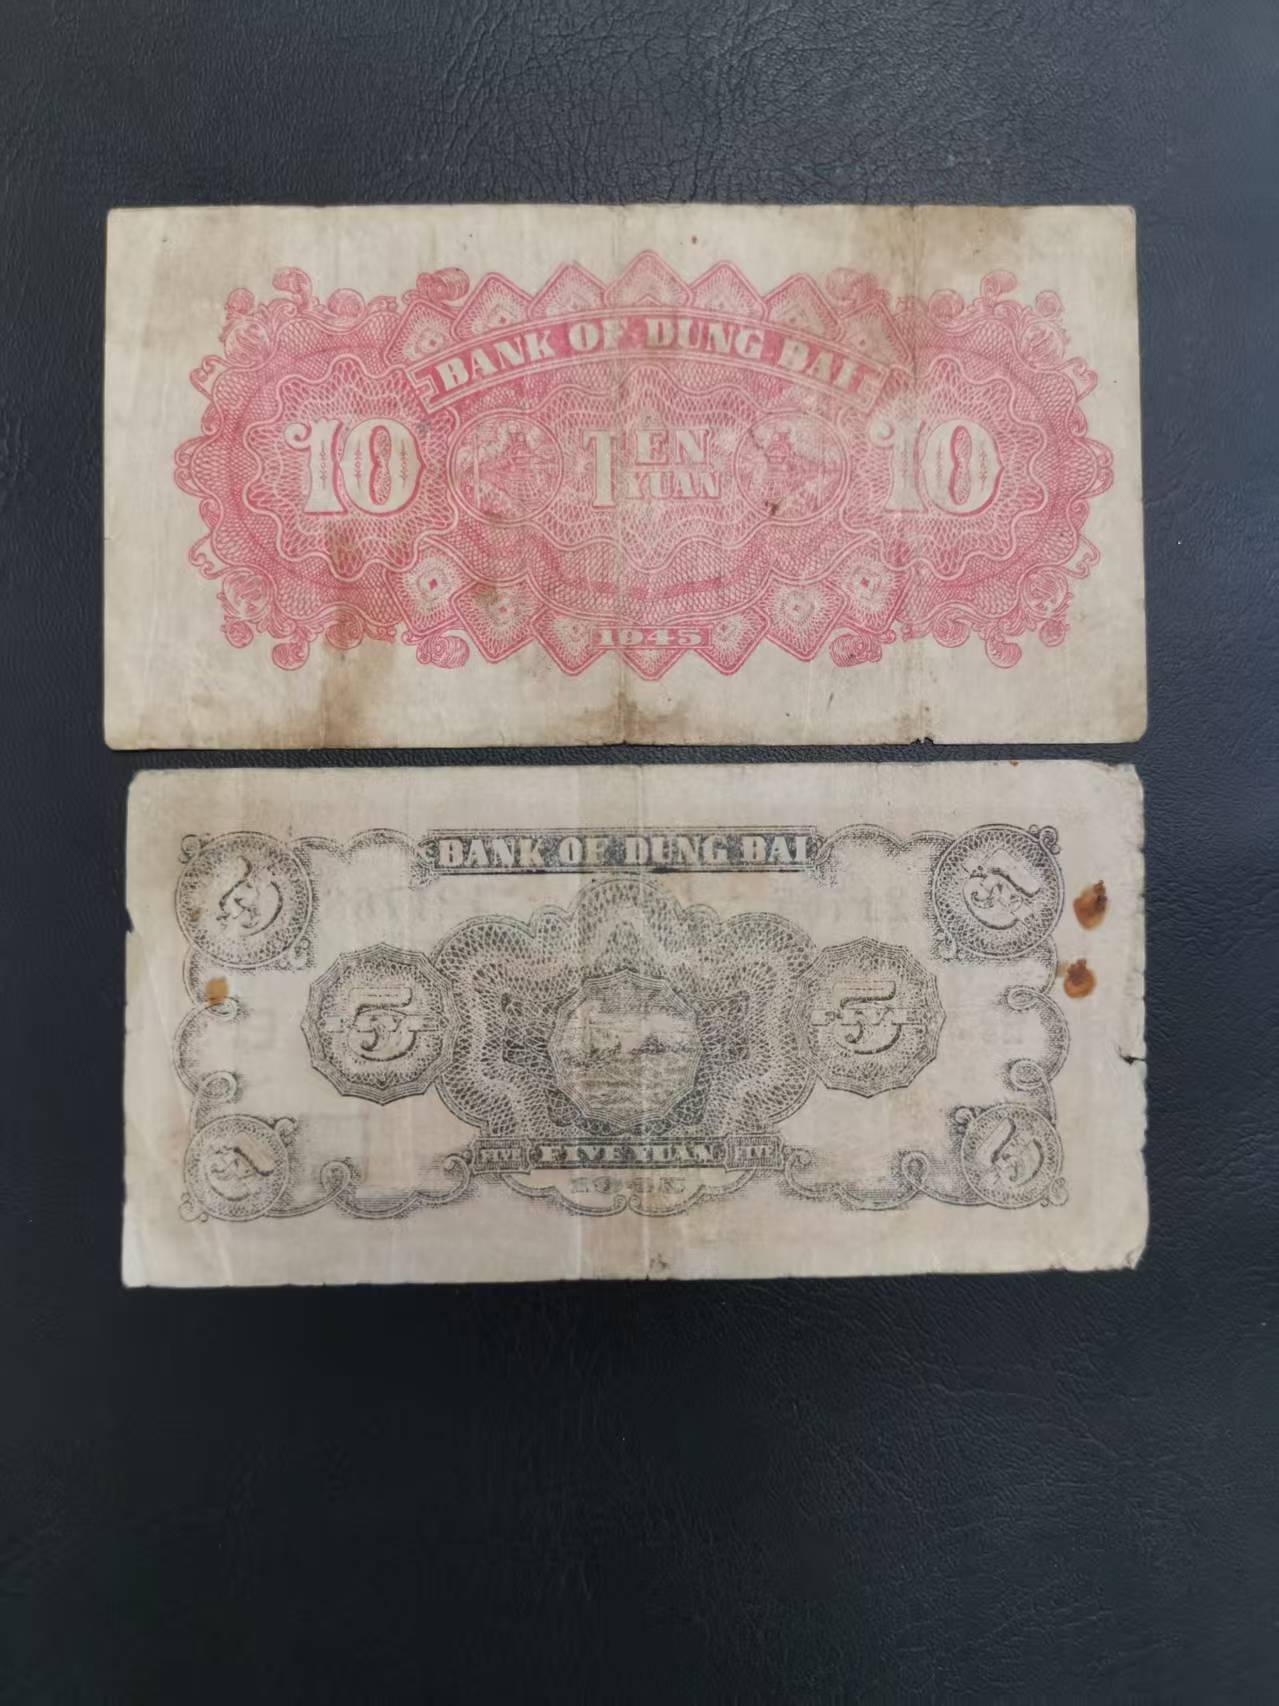 BANK OF DUNG BAI
10 TEN YUAN 10
1945
BANK OF DUNG BAI
5 5
5 5
5 5
FIVE FIVE YUAN FIVE